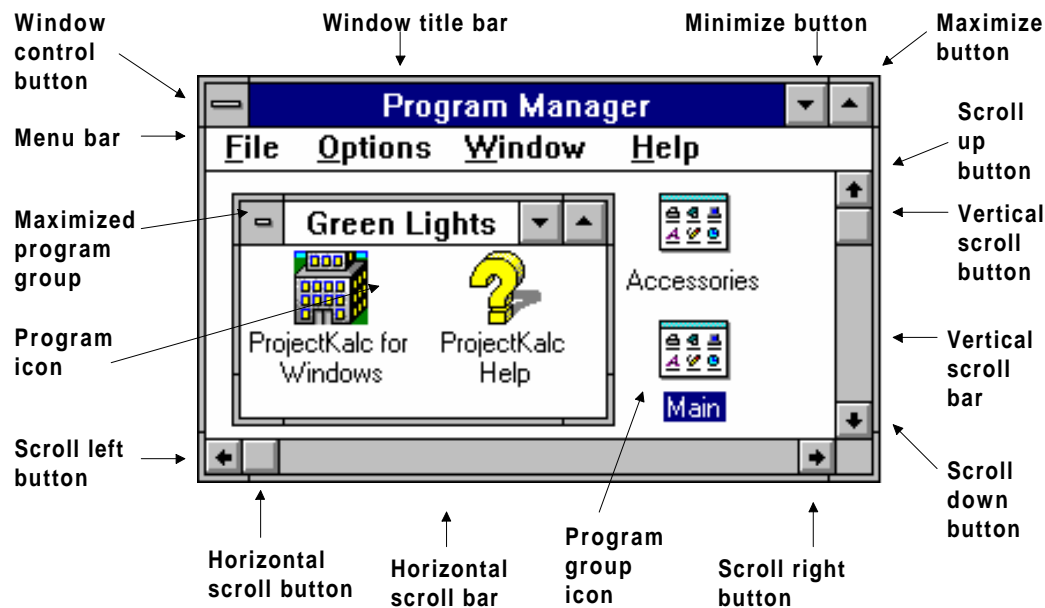 Window
control
button
Window title bar
Minimize button
Maximize
button
Program Manager
Menu bar
File Options Window Help
Scroll
up
button
Maximized
program
group
Green Lights
Accessories
Vertical
scroll
button
Program
icon
ProjectKalc for
Windows
ProjectKalc
Help
Main
Vertical
scroll
bar
Scroll left
button
Scroll
down
button
Horizontal
scroll button
Horizontal
scroll bar
Program
group
icon
Scroll right
button